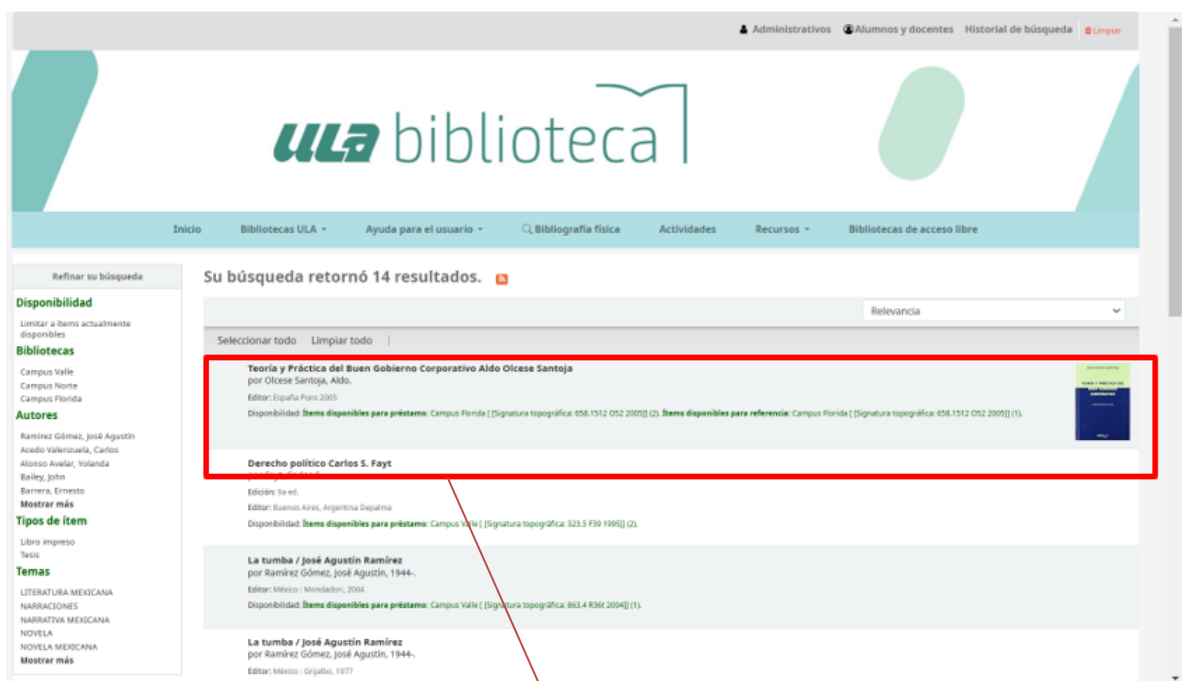 Administrativos Alumnos y docentes Historial de búsqueda Limpiar
ULA biblioteca
Inicio Bibliotecas ULA Ayuda para el usuario Bibliografía física Actividades Recursos Bibliotecas de acceso libre
Refinar su búsqueda
Disponibilidad
Limitar a ítems actualmente
disponibles
Bibliotecas
Campus Valle
Campus Norte
Campus Florida
Autores
Ramírez Gómez, José Agustín
Acedo Valenzuela, Carlos
Alonso Avelar, Yolanda
Bailey, John
Barrera, Ernesto
Mostrar más
Tipos de ítem
Libro impreso
Tesis
Temas
LITERATURA MEXICANA
NARRACIONES
NARRATIVA MEXICANA
NOVELA
NOVELA MEXICANA
Mostrar más
Su búsqueda retornó 14 resultados.
Relevancia
Seleccionar todo Limpiar todo |
Teoría y Práctica del Buen Gobierno Corporativo Aldo Olcese Santoja
por Olcese Santoja, Aldo.
Editor: España Pons 2005
Disponibilidad: Ítems disponibles para préstamo: Campus Florida [ [Signatura topográfica: 658.1512 O52 2005]] (2). Ítems disponibles para referencia: Campus Florida [ [Signatura topográfica: 658.1512 O52 2005]] (1).
Derecho político Carlos S. Fayt
Edición: 9a ed.
Editor: Buenos Aires, Argentina Depalma
Disponibilidad: Ítems disponibles para préstamo: Campus Valle [ [Signatura topográfica: 323.5 F39 1995]] (2).
La tumba / José Agustín Ramírez
por Ramírez Gómez, José Agustín, 1944-.
Editor: México : Mondadori, 2004
Disponibilidad: Ítems disponibles para préstamo: Campus Valle [ [Signatura topográfica: 863.4 R36t 2004]] (1).
La tumba / José Agustín Ramírez
por Ramírez Gómez, José Agustín, 1944-.
Editor: México : Grijalbo, 1977